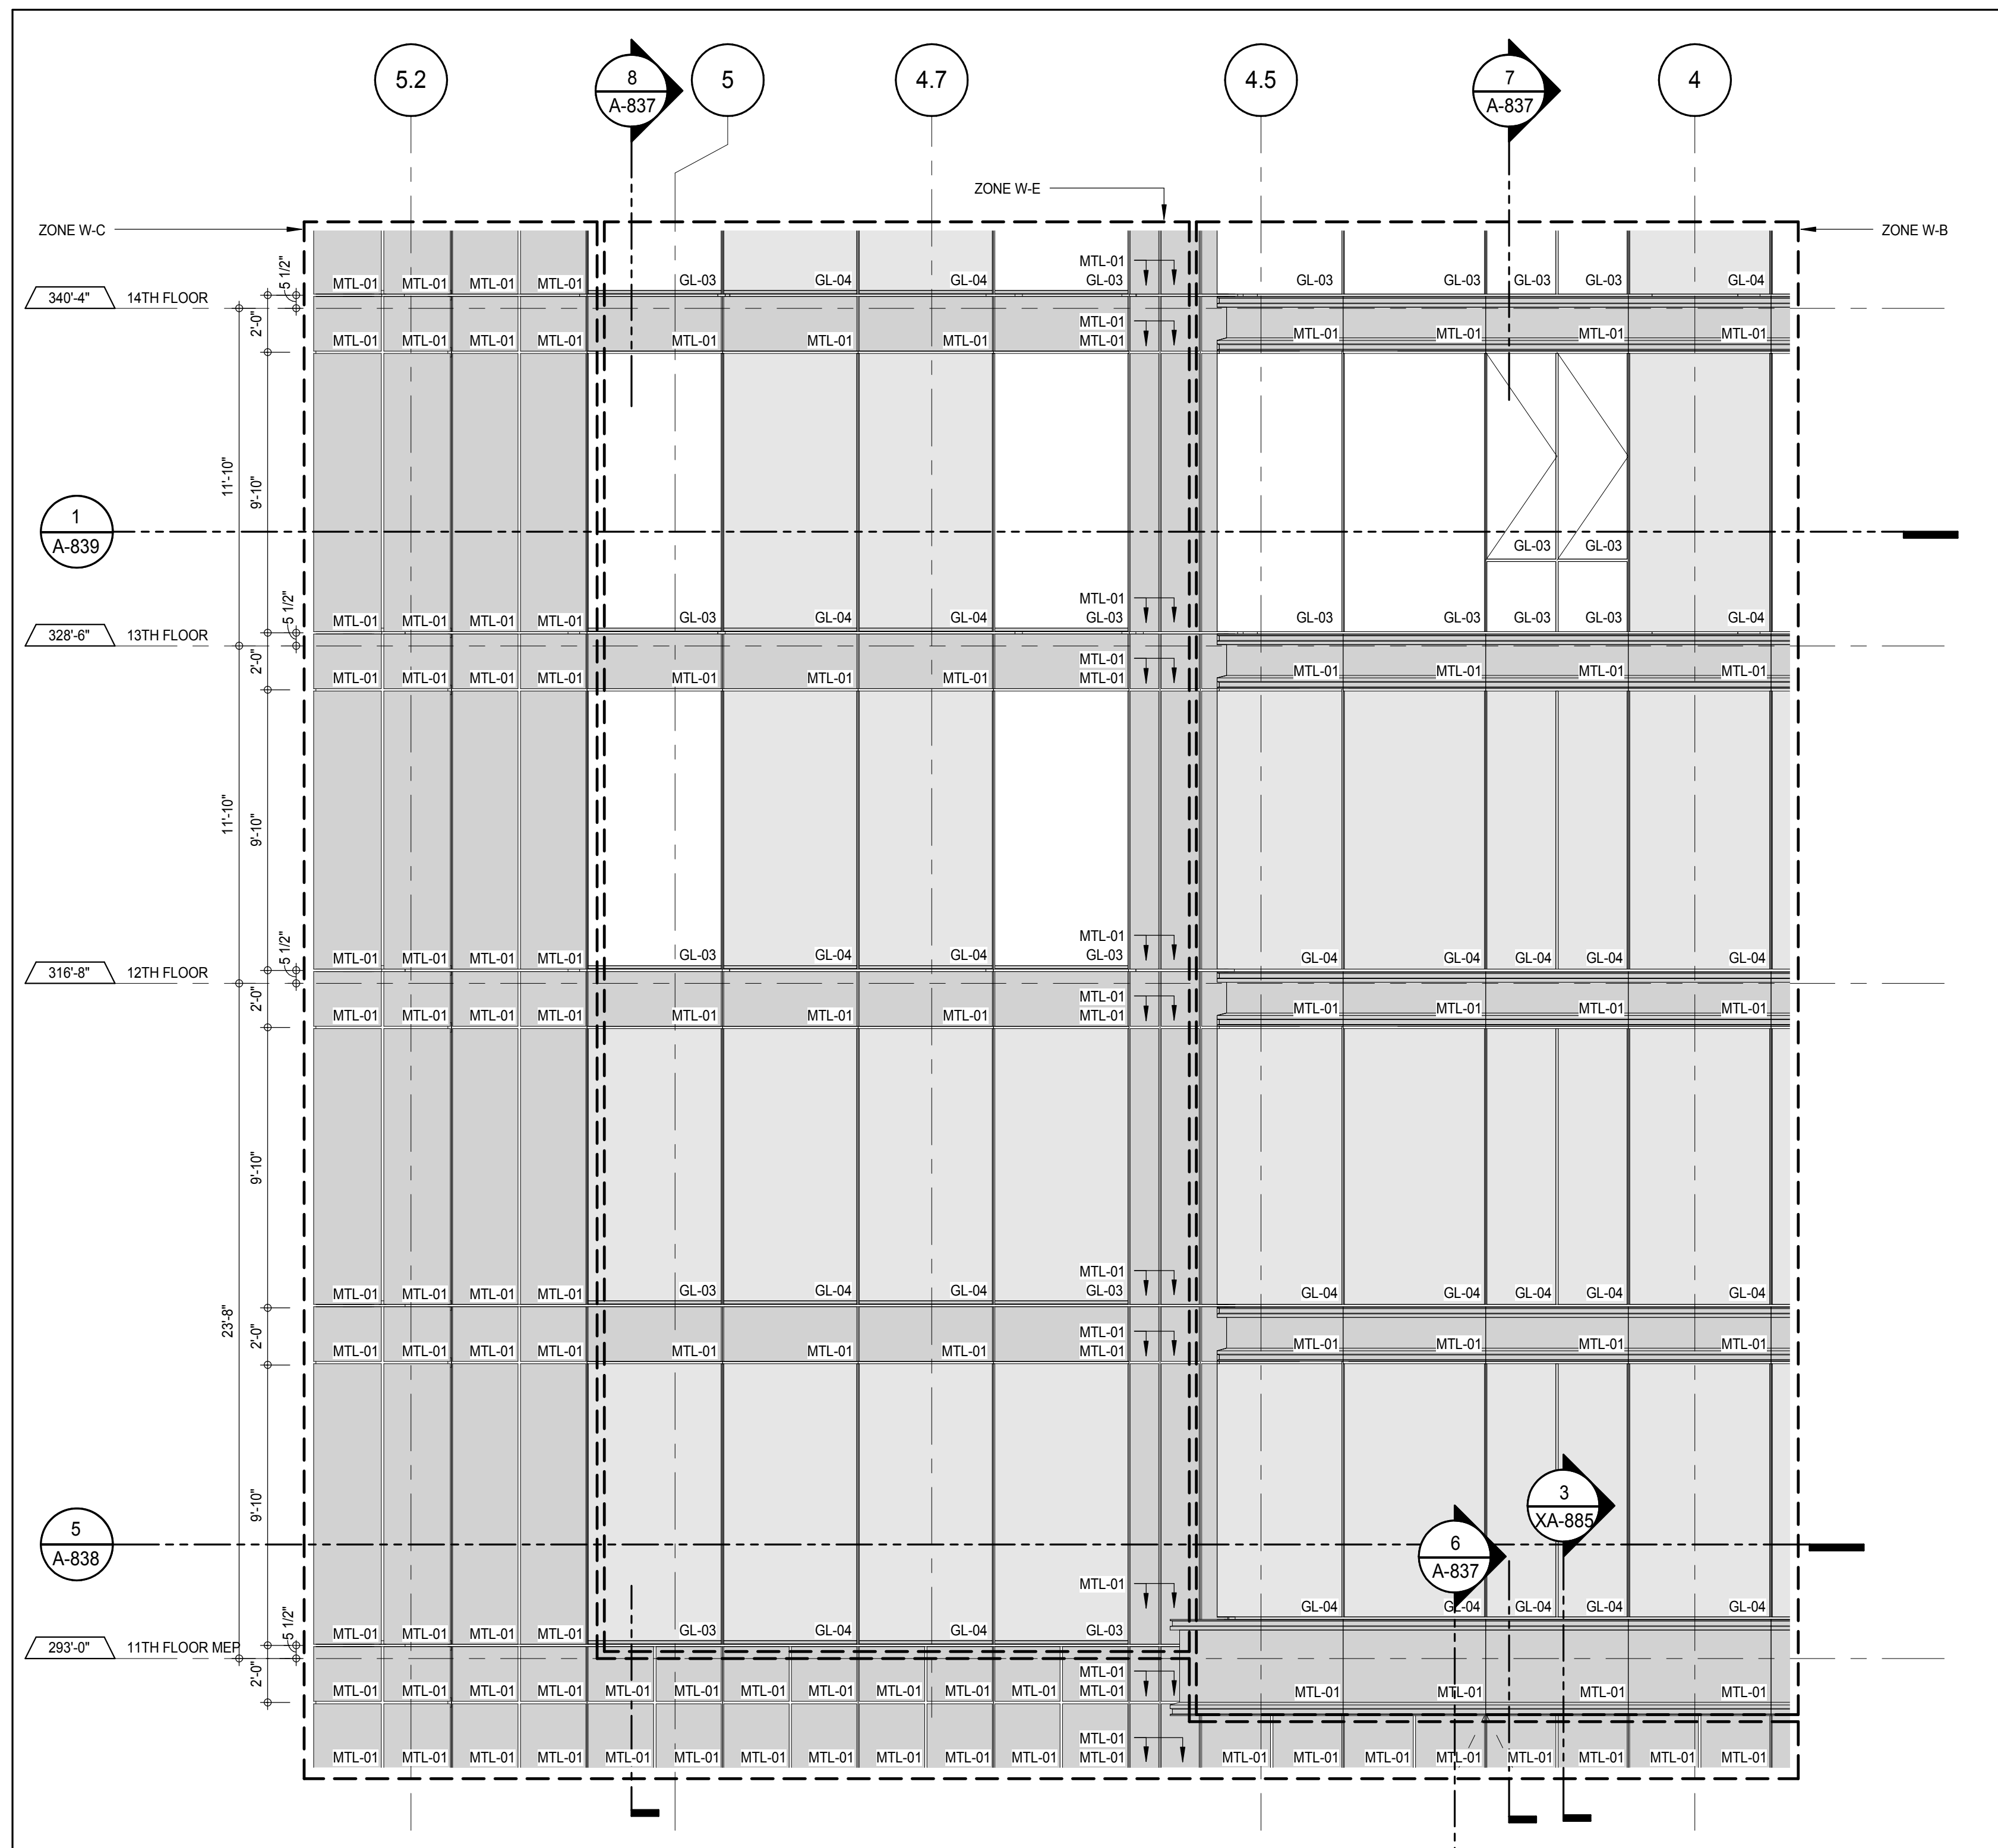 5.2
8
A-837
5
4.7
4.5
7
A-837
4
ZONE W-E
ZONE W-C
ZONE W-B
MTL-01
5 1/2"
MTL-01 MTL-01 MTL-01 MTL-01 GL-03 GL-04 GL-04 GL-03 GL-03 GL-03 GL-03 GL-03 GL-04
340'-4" 14TH FLOOR
2'-0"
MTL-01
MTL-01 MTL-01 MTL-01 MTL-01 MTL-01 MTL-01 MTL-01 MTL-01 MTL-01 MTL-01 MTL-01 MTL-01
11'-10"
9'-10"
1
A-839
GL-03 GL-03
5 1/2"
MTL-01
MTL-01 MTL-01 MTL-01 MTL-01 GL-03 GL-04 GL-04 GL-03 GL-03 GL-03 GL-03 GL-03 GL-04
328'-6" 13TH FLOOR
2'-0"
MTL-01
MTL-01 MTL-01 MTL-01 MTL-01 MTL-01 MTL-01 MTL-01 MTL-01 MTL-01 MTL-01 MTL-01 MTL-01
11'-10"
9'-10"
5 1/2"
MTL-01
MTL-01 MTL-01 MTL-01 MTL-01 GL-03 GL-04 GL-04 GL-03 GL-04 GL-04 GL-04 GL-04 GL-04
316'-8" 12TH FLOOR
2'-0"
MTL-01
MTL-01 MTL-01 MTL-01 MTL-01 MTL-01 MTL-01 MTL-01 MTL-01 MTL-01 MTL-01 MTL-01 MTL-01
9'-10"
MTL-01
MTL-01 MTL-01 MTL-01 MTL-01 GL-03 GL-04 GL-04 GL-03 GL-04 GL-04 GL-04 GL-04 GL-04
23'-8"
2'-0"
MTL-01
MTL-01 MTL-01 MTL-01 MTL-01 MTL-01 MTL-01 MTL-01 MTL-01 MTL-01 MTL-01 MTL-01 MTL-01
9'-10"
3
XA-885
5
A-838
6
A-837
MTL-01
GL-04 GL-04 GL-04 GL-04 GL-04
5 1/2"
MTL-01 MTL-01 MTL-01 MTL-01 GL-03 GL-04 GL-04 GL-03
293'-0" 11TH FLOOR MEP
2'-0"
MTL-01
MTL-01 MTL-01 MTL-01 MTL-01 MTL-01 MTL-01 MTL-01 MTL-01 MTL-01 MTL-01 MTL-01 MTL-01 MTL-01 MTL-01 MTL-01 MTL-01
MTL-01
MTL-01 MTL-01 MTL-01 MTL-01 MTL-01 MTL-01 MTL-01 MTL-01 MTL-01 MTL-01 MTL-01 MTL-01 MTL-01 MTL-01 MTL-01 MTL-01 MTL-01 MTL-01 MTL-01 MTL-01